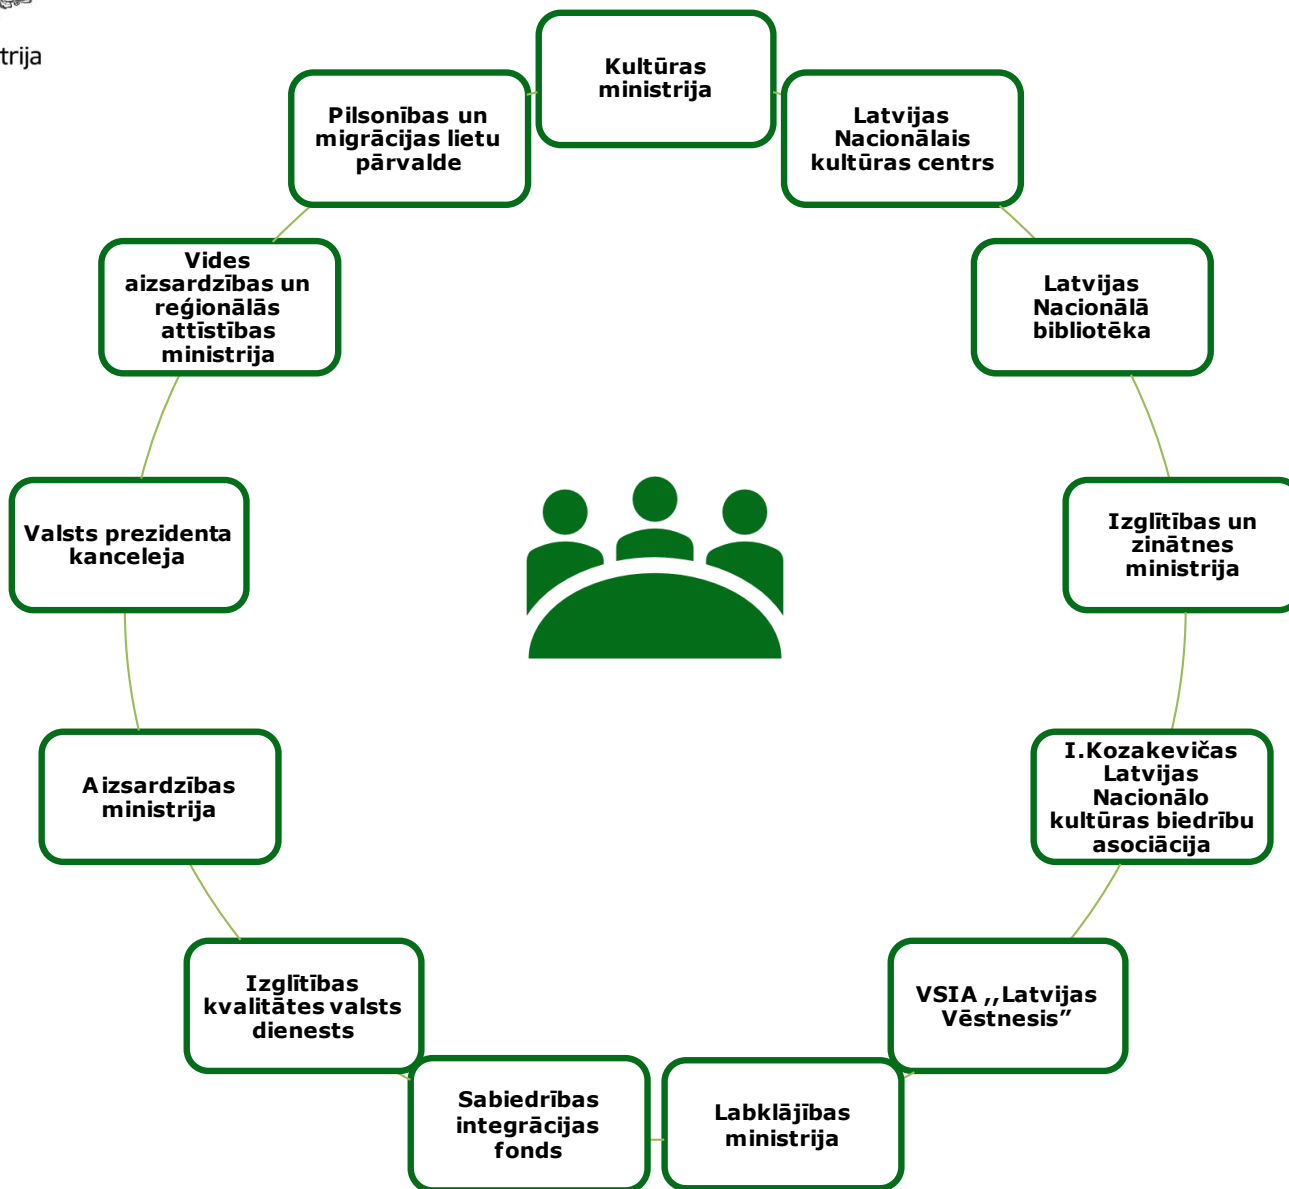 trija
Kultūras
ministrija
Latvijas
Nacionālais
kultūras centrs
Latvijas
Nacionālā
bibliotēka
Izglītības un
zinātnes
ministrija
I.Kozakevičas
Latvijas
Nacionālo
kultūras biedrību
asociācija
VSIA ,,Latvijas
Vēstnesis”
Labklājības
ministrija
Sabiedrības
integrācijas
fonds
Izglītības
kvalitātes valsts
dienests
Aizsardzības
ministrija
Valsts prezidenta
kanceleja
Vides
aizsardzības un
reģionālās
attīstības
ministrija
Pilsonības un
migrācijas lietu
pārvalde